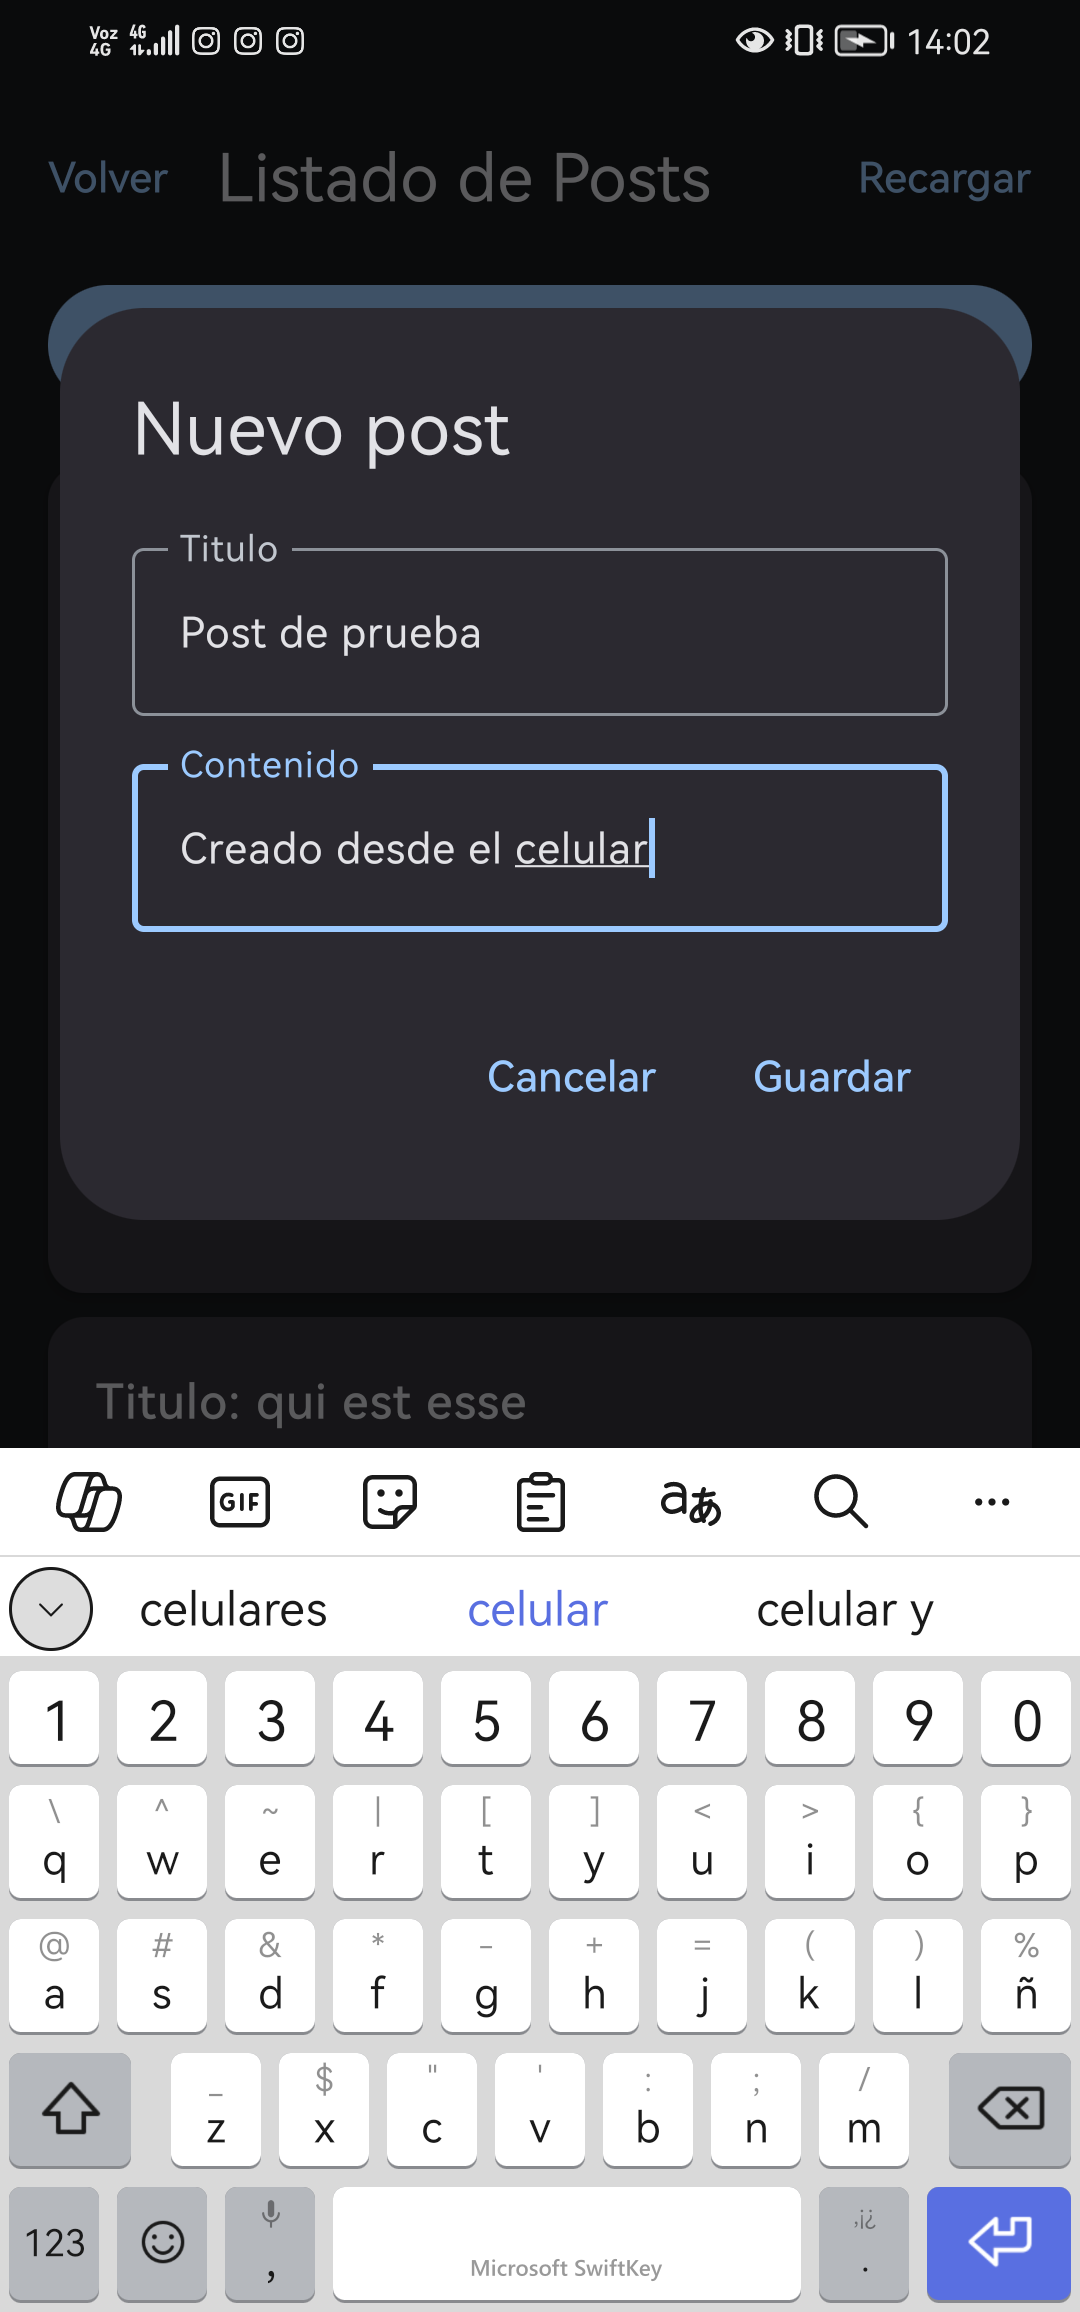 Voz 4G 4G 14:02
Volver Listado de Posts Recargar
Nuevo post
Titulo
Post de prueba
Contenido
Creado desde el celular
Cancelar Guardar
Titulo: qui est esse
GIF aあ ...
celulares celular celular y
1 2 3 4 5 6 7 8 9 0
\ ^ ~ | [ ] < > { }
q w e r t y u i o p
@ # & * - + = ( ) %
a s d f g h j k l ñ
_ $ " ' : ; /
z x c v b n m
123 , Microsoft SwiftKey ,¡¿ .